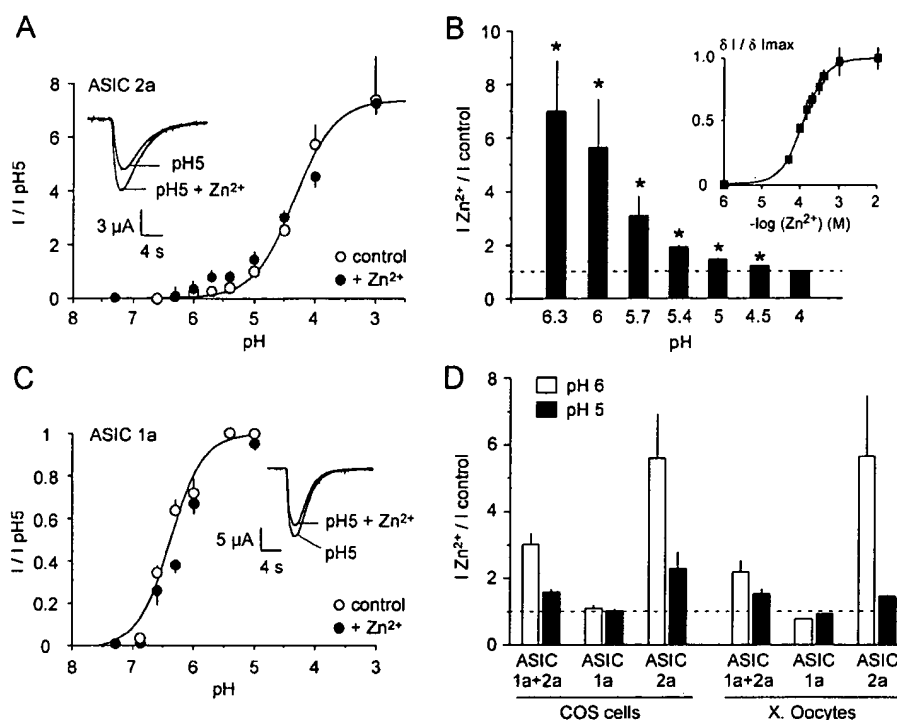 A
ASIC 2a
I / I pH5
8
6
4
2
0
pH5
pH5 + Zn²⁺
3 µA
4 s
control
+ Zn²⁺
8 7 6 5 4 3
pH
B
I Zn²⁺ / I control
10
8
6
4
2
0
* * * * * *
6.3 6 5.7 5.4 5 4.5 4
pH
δ I / δ Imax
1.0
0.5
0
6 5 4 3 2
-log (Zn²⁺) (M)
C
ASIC 1a
I / I pH5
1
0.8
0.6
0.4
0.2
0
pH5 + Zn²⁺
pH5
5 µA
4 s
control
+ Zn²⁺
8 7 6 5 4 3
pH
D
pH 6
pH 5
I Zn²⁺ / I control
8
6
4
2
0
ASIC ASIC ASIC ASIC ASIC ASIC
1a+2a 1a 2a 1a+2a 1a 2a
COS cells X. Oocytes